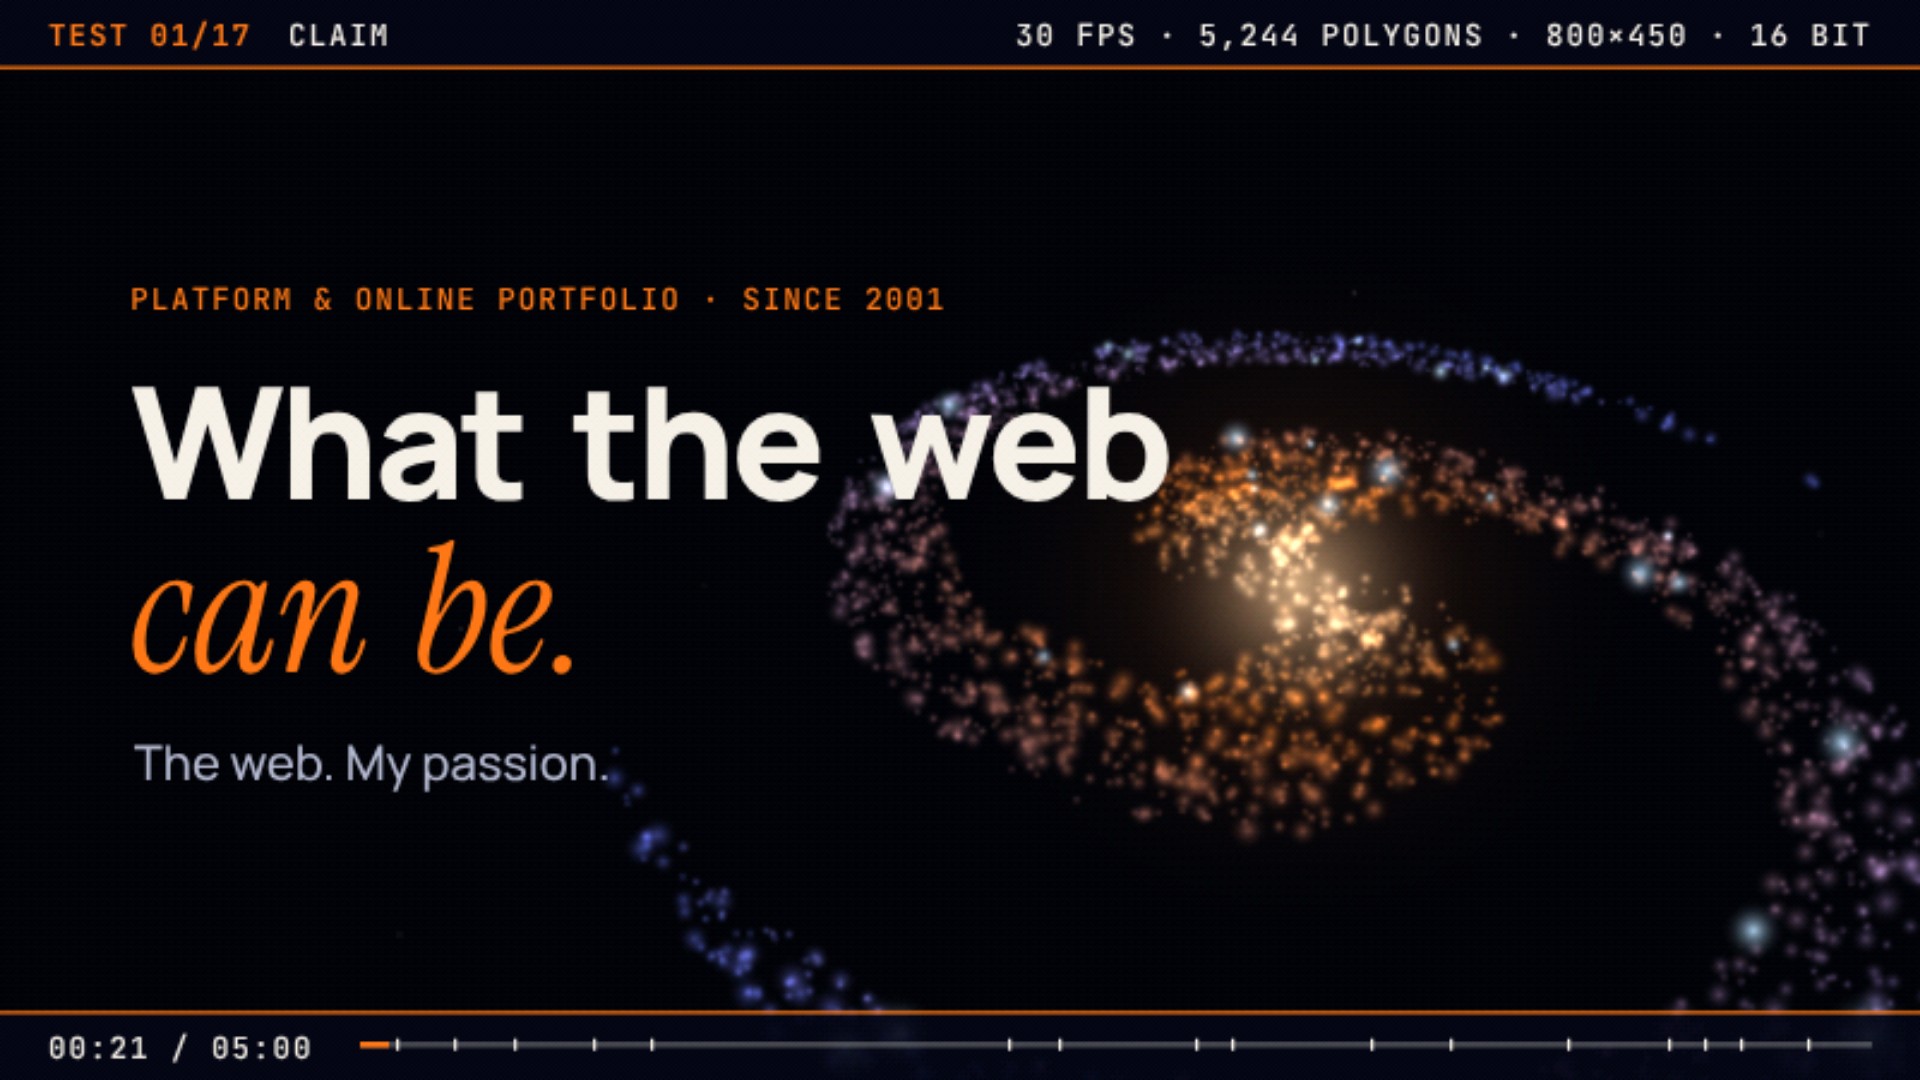 TEST 01/17 CLAIM
30 FPS · 5,244 POLYGONS · 800×450 · 16 BIT
PLATFORM & ONLINE PORTFOLIO · SINCE 2001
What the web
can be.
The web. My passion.
00:21 / 05:00